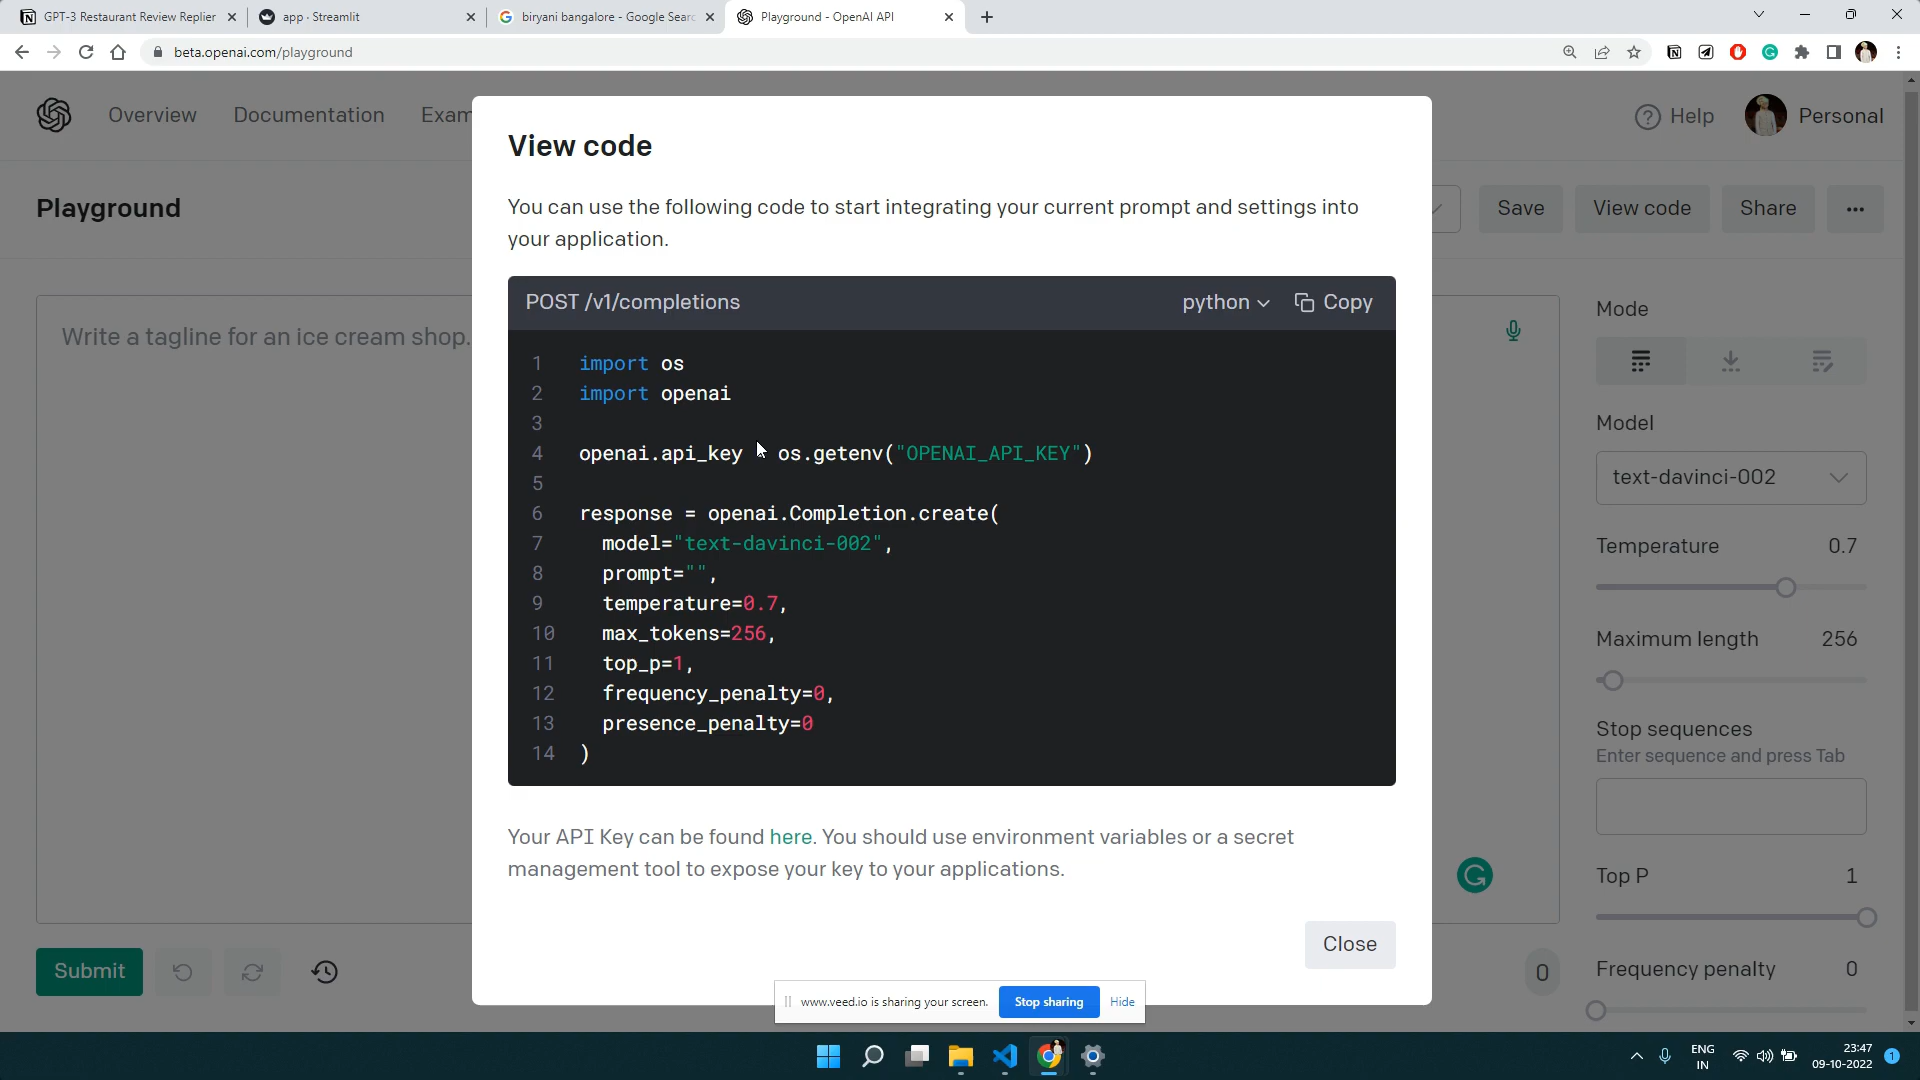 GPT-3 Restaurant Review Replier
app · Streamlit
biryani bangalore - Google Searc
Playground - OpenAI API
beta.openai.com/playground
Overview
Documentation
Exam
Help
Personal
Playground
Save
View code
Share
Write a tagline for an ice cream shop.
View code
You can use the following code to start integrating your current prompt and settings into
your application.
POST /v1/completions
python
Copy
1 import os
2 import openai
3
4 openai.api_key os.getenv("OPENAI_API_KEY")
5
6 response = openai.Completion.create(
7 model="text-davinci-002",
8 prompt="",
9 temperature=0.7,
10 max_tokens=256,
11 top_p=1,
12 frequency_penalty=0,
13 presence_penalty=0
14 )
Your API Key can be found here. You should use environment variables or a secret
management tool to expose your key to your applications.
Close
Mode
Model
text-davinci-002
Temperature 0.7
Maximum length 256
Stop sequences
Enter sequence and press Tab
Top P 1
Frequency penalty 0
Submit
0
www.veed.io is sharing your screen.
Stop sharing
Hide
ENG
IN
23:47
09-10-2022
1